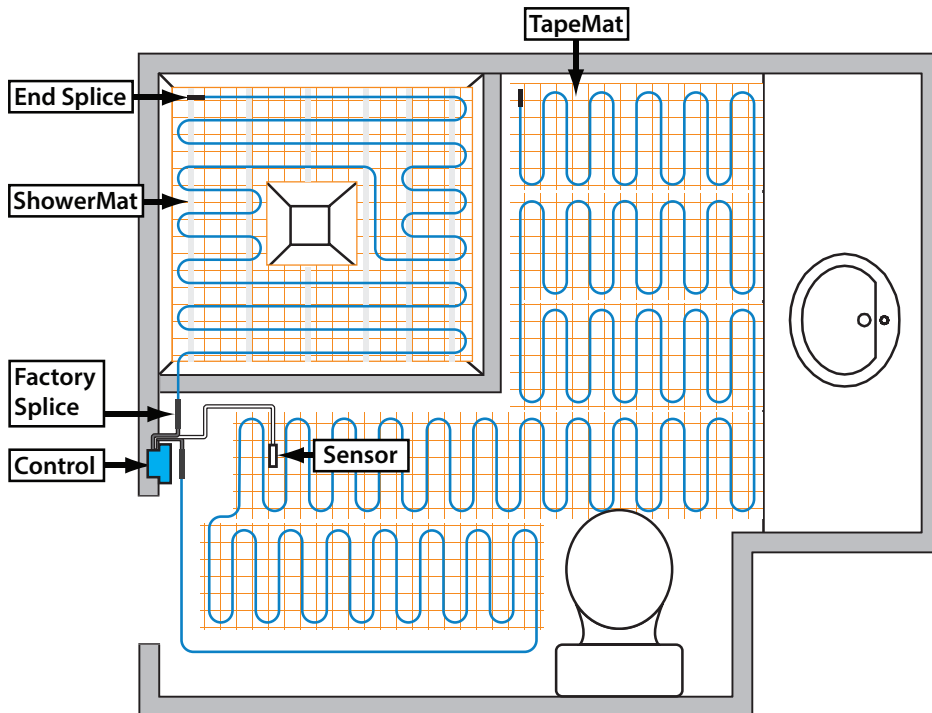 TapeMat
End Splice
ShowerMat
Factory
Splice
Control
Sensor